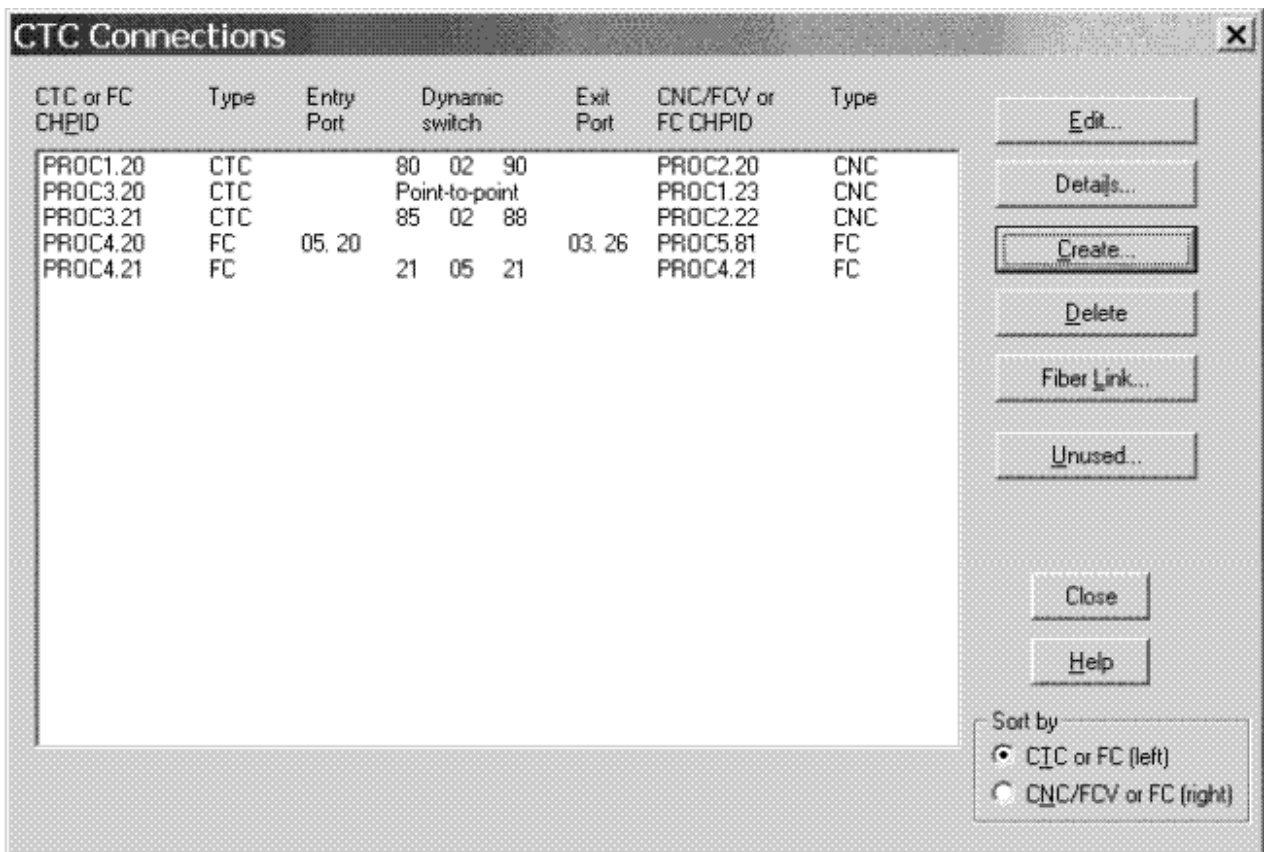 CTC Connections
CTC or FC Type Entry Dynamic Exit CNC/FCV or Type
CHPID Port switch Port FC CHPID
PROC1.20 CTC 80 02 90 PROC2.20 CNC
PROC3.20 CTC Point-to-point PROC1.23 CNC
PROC3.21 CTC 85 02 88 PROC2.22 CNC
PROC4.20 FC 05. 20 03. 26 PROC5.81 FC
PROC4.21 FC 21 05 21 PROC4.21 FC
Edit...
Details...
Create...
Delete
Fiber Link...
Unused...
Close
Help
Sort by
CTC or FC (left)
CNC/FCV or FC (right)